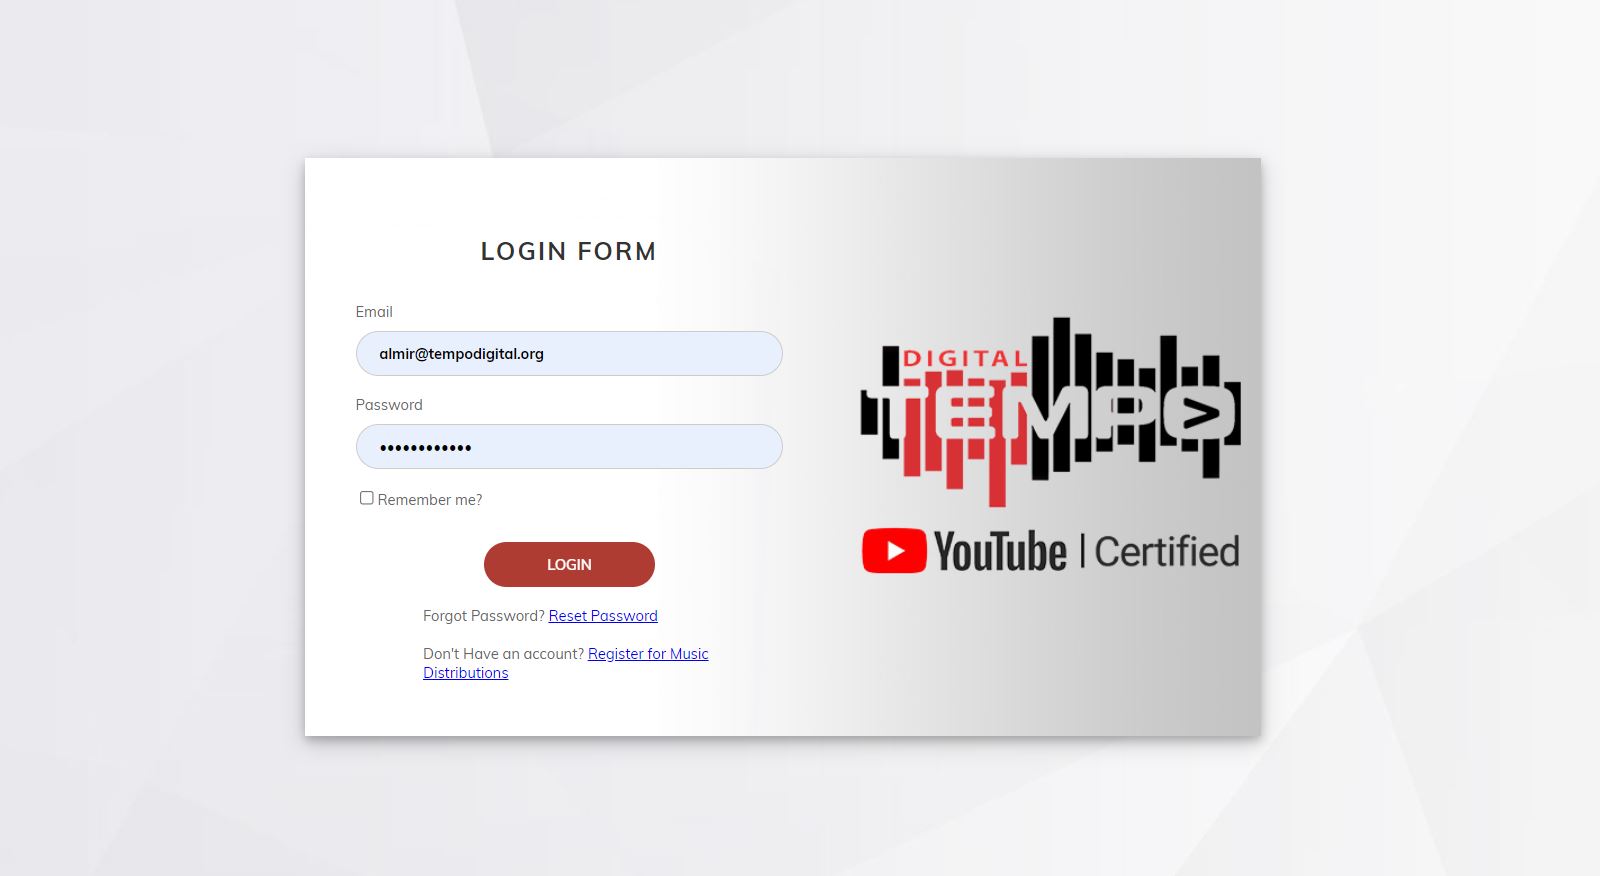 LOGIN FORM
Email
almir@tempodigital.org
Password
••••••••••••
Remember me?
LOGIN
Forgot Password? Reset Password
Don't Have an account? Register for Music
Distributions
DIGITAL
TEMPO
YouTube | Certified